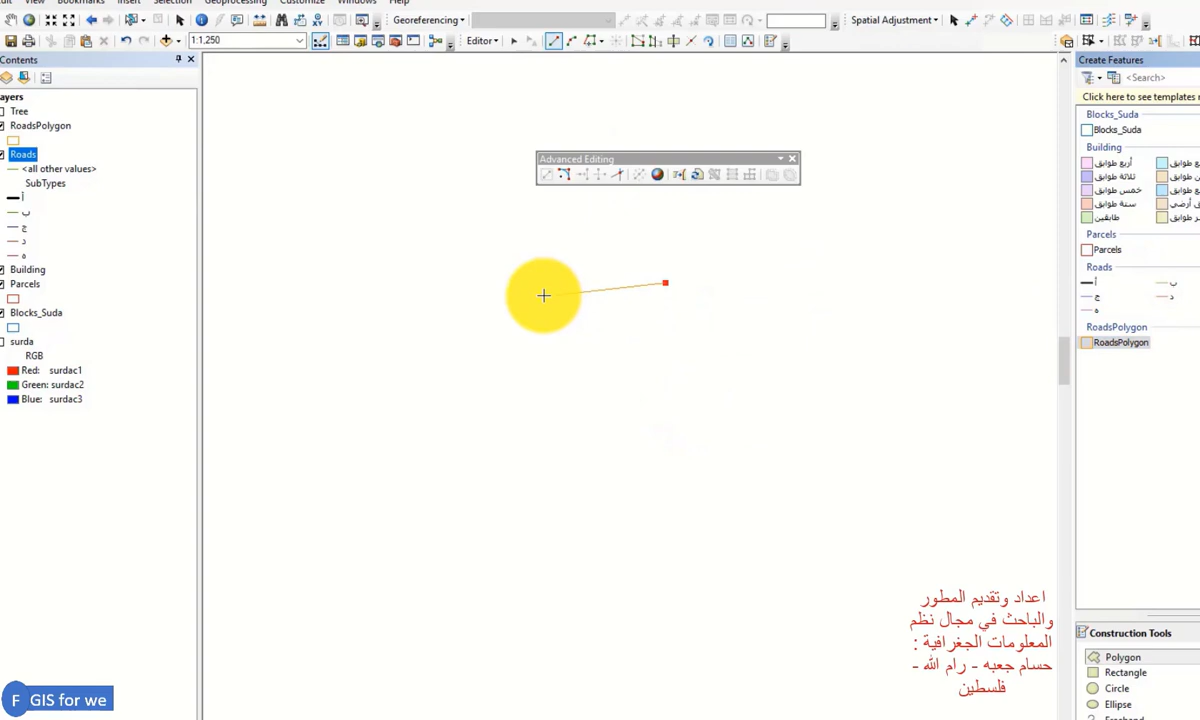 Edit View Bookmarks Insert Selection Geoprocessing Customize Windows Help
Georeferencing
Spatial Adjustment
1:1,250
Editor
Contents
ayers
Tree
RoadsPolygon
Roads
<all other values>
SubTypes
أ
ب
ج
د
ه
Building
Parcels
Blocks_Suda
surda
RGB
Red: surdac1
Green: surdac2
Blue: surdac3
Advanced Editing
Create Features
<Search>
Click here to see templates
Blocks_Suda
Blocks_Suda
Building
أربع طوابق
ثلاثة طوابق
خمس طوابق
ستة طوابق
طابقين
Parcels
Parcels
Roads
أ
ب
ج
د
ه
RoadsPolygon
RoadsPolygon
Construction Tools
Polygon
Rectangle
Circle
Ellipse
Freehand
اعداد وتقديم المطور
والباحث في مجال نظم
المعلومات الجغرافية :
حسام جعبه - رام الله -
فلسطين
F GIS for we